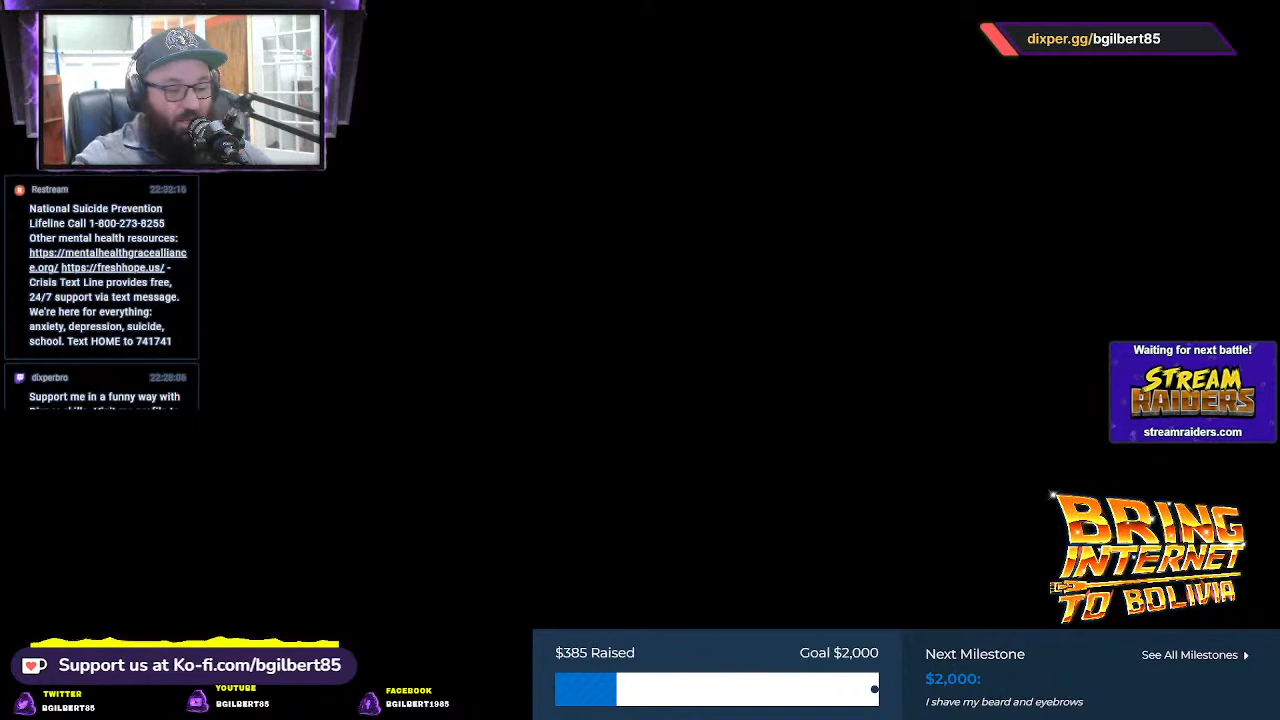 dixper.gg/bgilbert85
Restream 22:32:15
National Suicide Prevention
Lifeline Call 1-800-273-8255
Other mental health resources:
https://mentalhealthgracealliance.org/ https://freshhope.us/ -
Crisis Text Line provides free,
24/7 support via text message.
We're here for everything:
anxiety, depression, suicide,
school. Text HOME to 741741
dixperbro 22:28:05
Support me in a funny way with
Waiting for next battle!
STREAM
RAIDERS
streamraiders.com
BRING
INTERNET
TO BOLIVIA
$385 Raised Goal $2,000
Next Milestone See All Milestones
$2,000:
I shave my beard and eyebrows
Support us at Ko-fi.com/bgilbert85
TWITTER
BGILBERT85
YOUTUBE
BGILBERT85
FACEBOOK
BGILBERT1985